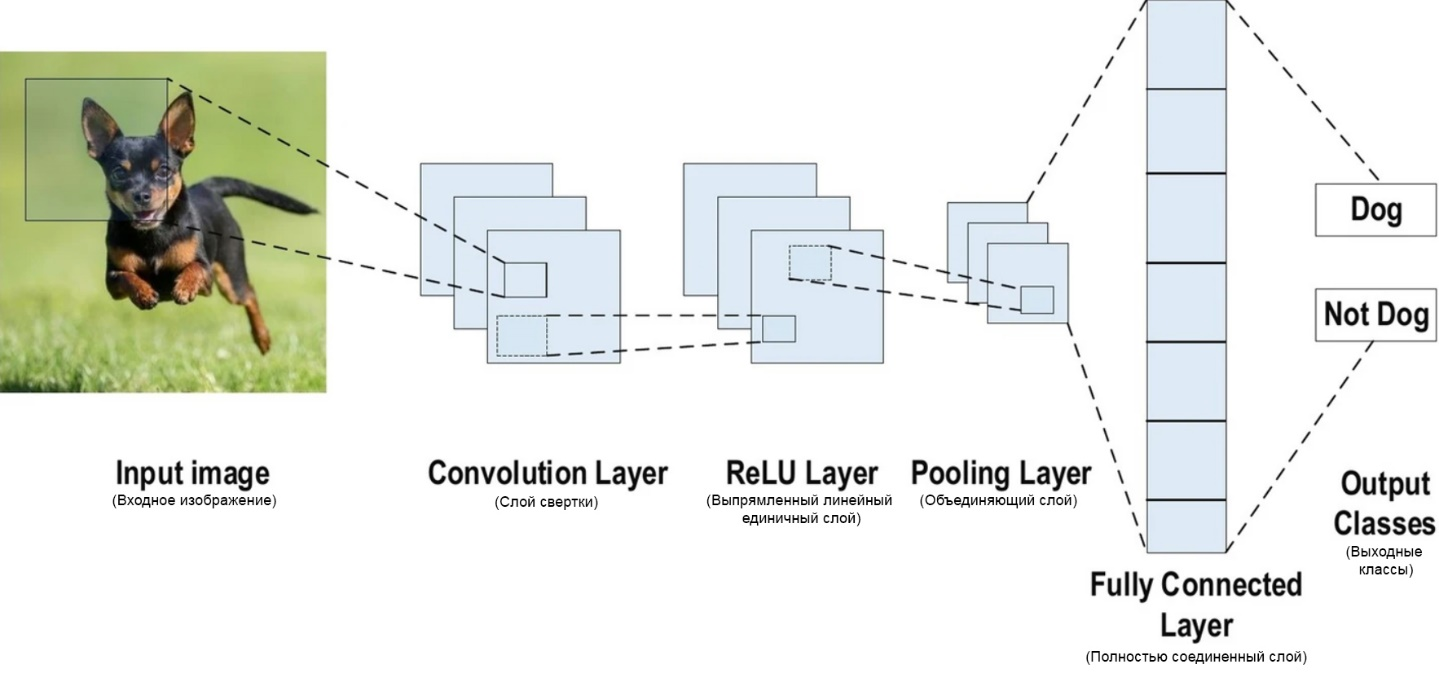 Dog
Not Dog
Input image
(Входное изображение)
Convolution Layer
(Слой свертки)
ReLU Layer
(Выпрямленный линейный
единичный слой)
Pooling Layer
(Объединяющий слой)
Fully Connected
Layer
(Полностью соединенный слой)
Output
Classes
(Выходные
классы)